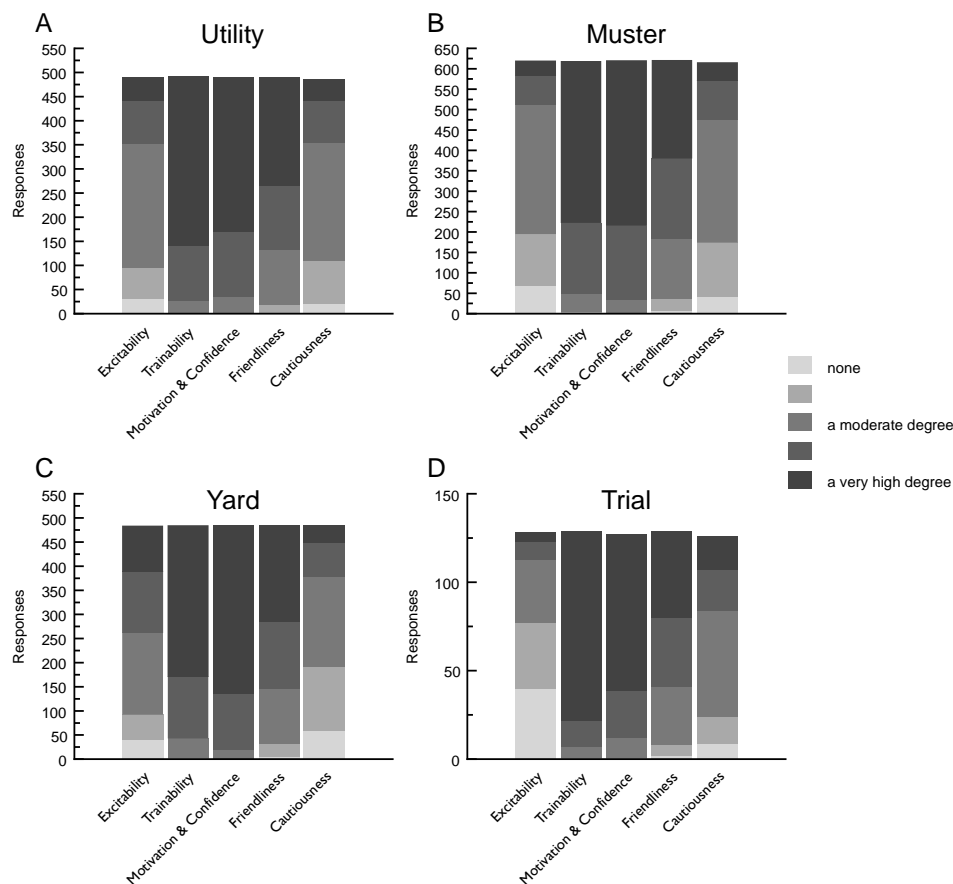 A
Utility
550
500
450
400
350
300
250
200
150
100
50
0
Responses
Excitability
Trainability
Motivation & Confidence
Friendliness
Cautiousness
B
Muster
650
600
550
500
450
400
350
300
250
200
150
100
50
0
Responses
Excitability
Trainability
Motivation & Confidence
Friendliness
Cautiousness
none
a moderate degree
a very high degree
C
Yard
550
500
450
400
350
300
250
200
150
100
50
0
Responses
Excitability
Trainability
Motivation & Confidence
Friendliness
Cautiousness
D
Trial
150
100
50
0
Responses
Excitability
Trainability
Motivation & Confidence
Friendliness
Cautiousness